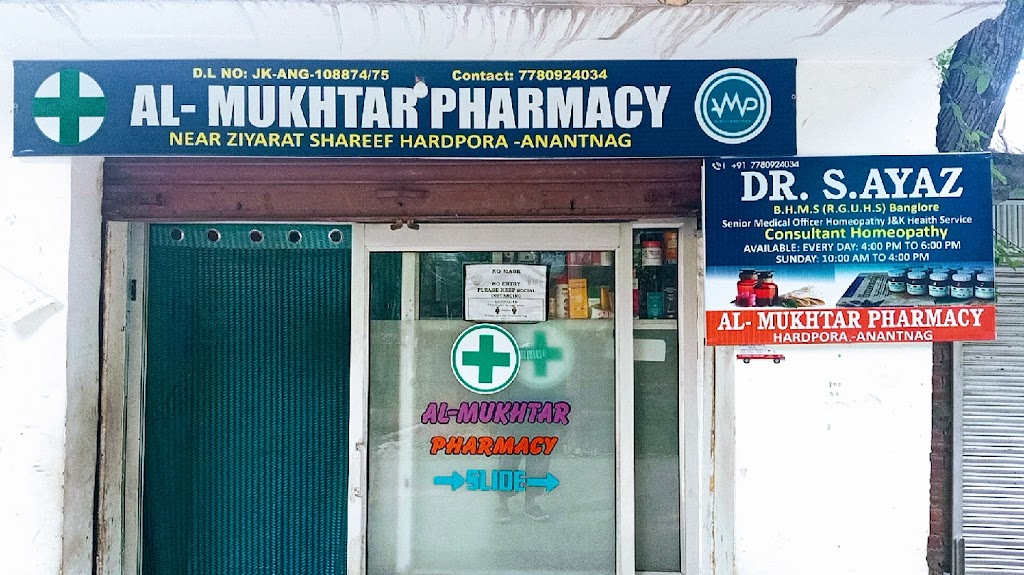 D.L NO: JK-ANG-108874/75 Contact: 7780924034
AL- MUKHTAR PHARMACY
NEAR ZIYARAT SHAREEF HARDPORA -ANANTNAG
+91 7780924034
DR. S.AYAZ
B.H.M.S (R.G.U.H.S) Banglore
Senior Medical Officer Homeopathy J&K Health Service
Consultant Homeopathy
AVAILABLE: EVERY DAY: 4:00 PM TO 6:00 PM
SUNDAY: 10:00 AM TO 4:00 PM
AL- MUKHTAR PHARMACY
HARDPORA.-ANANTNAG
NO MASK
NO ENTRY
PLEASE KEEP SOCIAL
DISTANCING
AL-MUKHTAR
PHARMACY
SLIDE